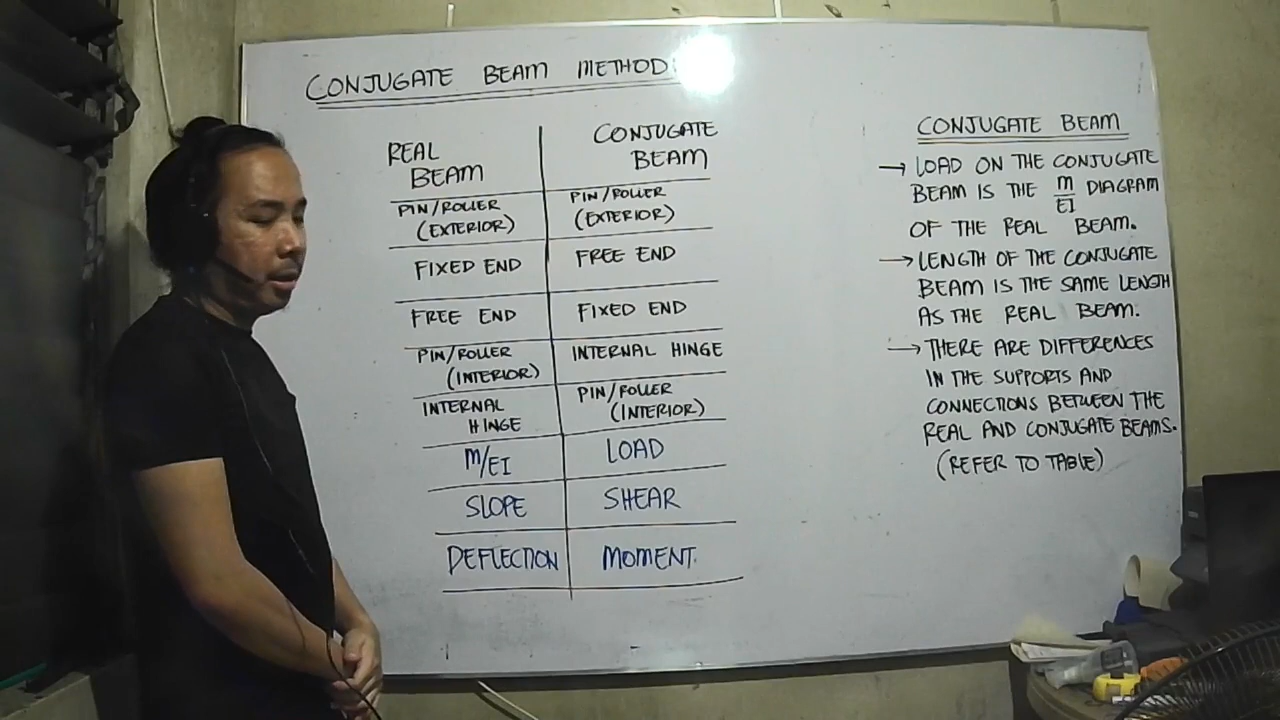 CONJUGATE BEAM METHOD:
REAL
BEAM
CONJUGATE
BEAM
PIN/ROLLER
(EXTERIOR)
PIN/ROLLER
(EXTERIOR)
FIXED END
FREE END
FREE END
FIXED END
PIN/ROLLER
(INTERIOR)
INTERNAL HINGE
INTERNAL
HINGE
PIN/ROLLER
(INTERIOR)
M/EI
LOAD
SLOPE
SHEAR
DEFLECTION
MOMENT.
CONJUGATE BEAM
→ LOAD ON THE CONJUGATE
BEAM IS THE M/EI DIAGRAM
OF THE REAL BEAM.
→ LENGTH OF THE CONJUGATE
BEAM IS THE SAME LENGTH
AS THE REAL BEAM.
→ THERE ARE DIFFERENCES
IN THE SUPPORTS AND
CONNECTIONS BETWEEN THE
REAL AND CONJUGATE BEAMS.
(REFER TO TABLE)